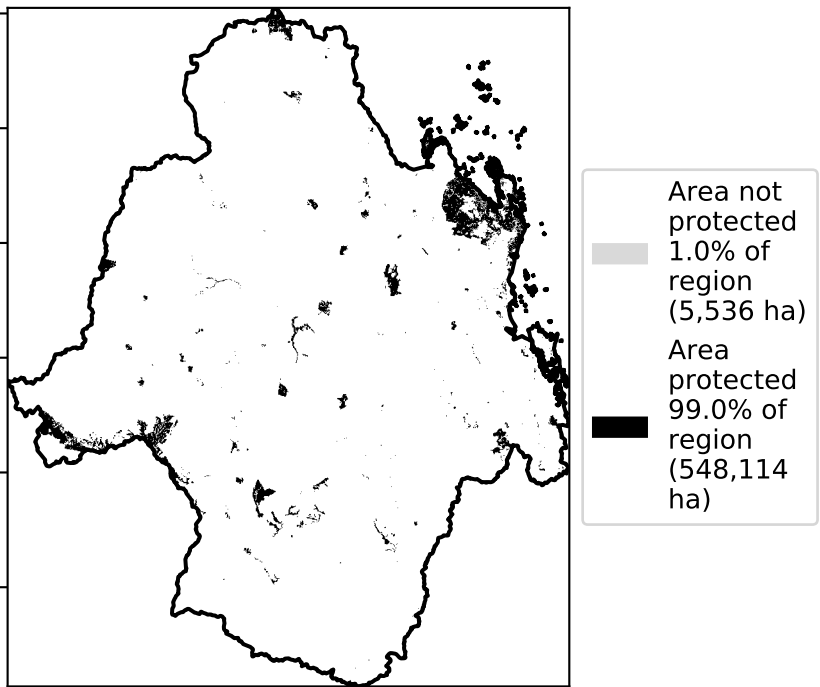 Area not
protected
1.0% of
region
(5,536 ha)
Area
protected
99.0% of
region
(548,114
ha)